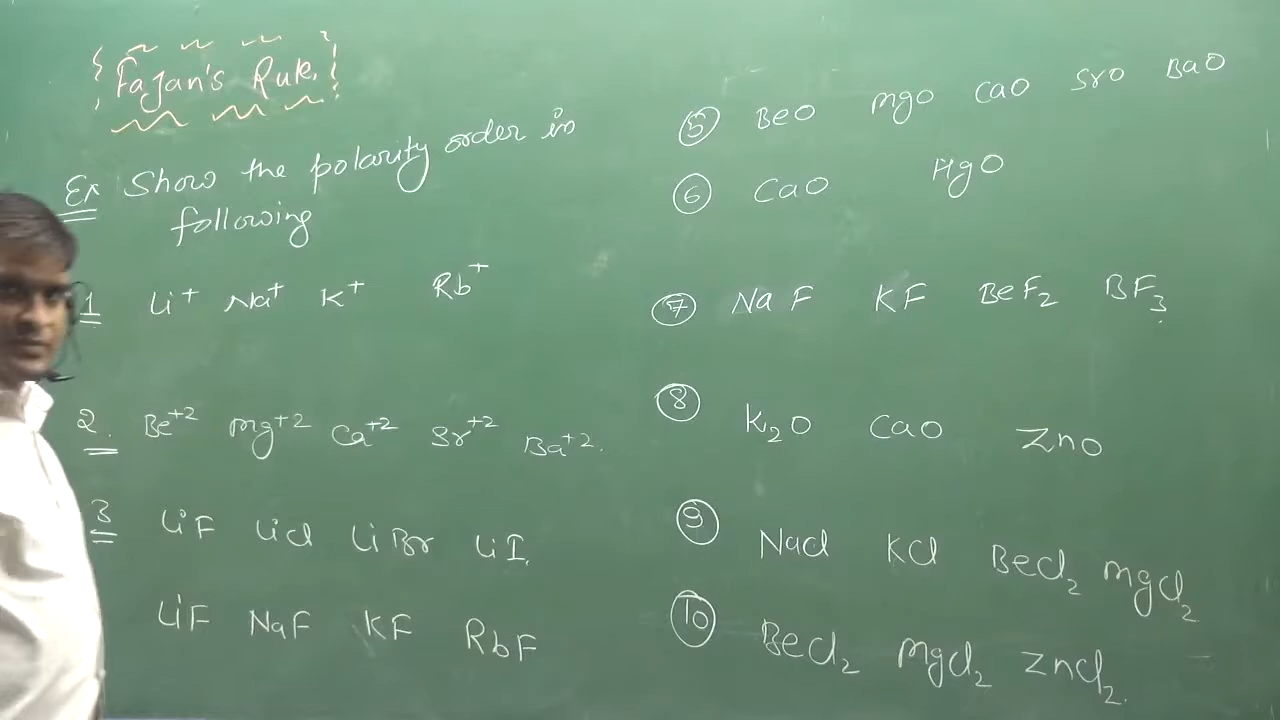 Fajan's Rule.
Ex Show the polarity order in
following
1 Li+ Na+ K+ Rb+
2. Be+2 Mg+2 Ca+2 Sr+2 Ba+2.
3 LiF LiCl LiBr LiI.
LiF NaF KF RbF
5 BeO MgO CaO SrO BaO
6 CaO HgO
7 NaF KF BeF2 BF3
8 K2O CaO ZnO
9 NaCl KCl BeCl2 MgCl2
10 BeCl2 MgCl2 ZnCl2.